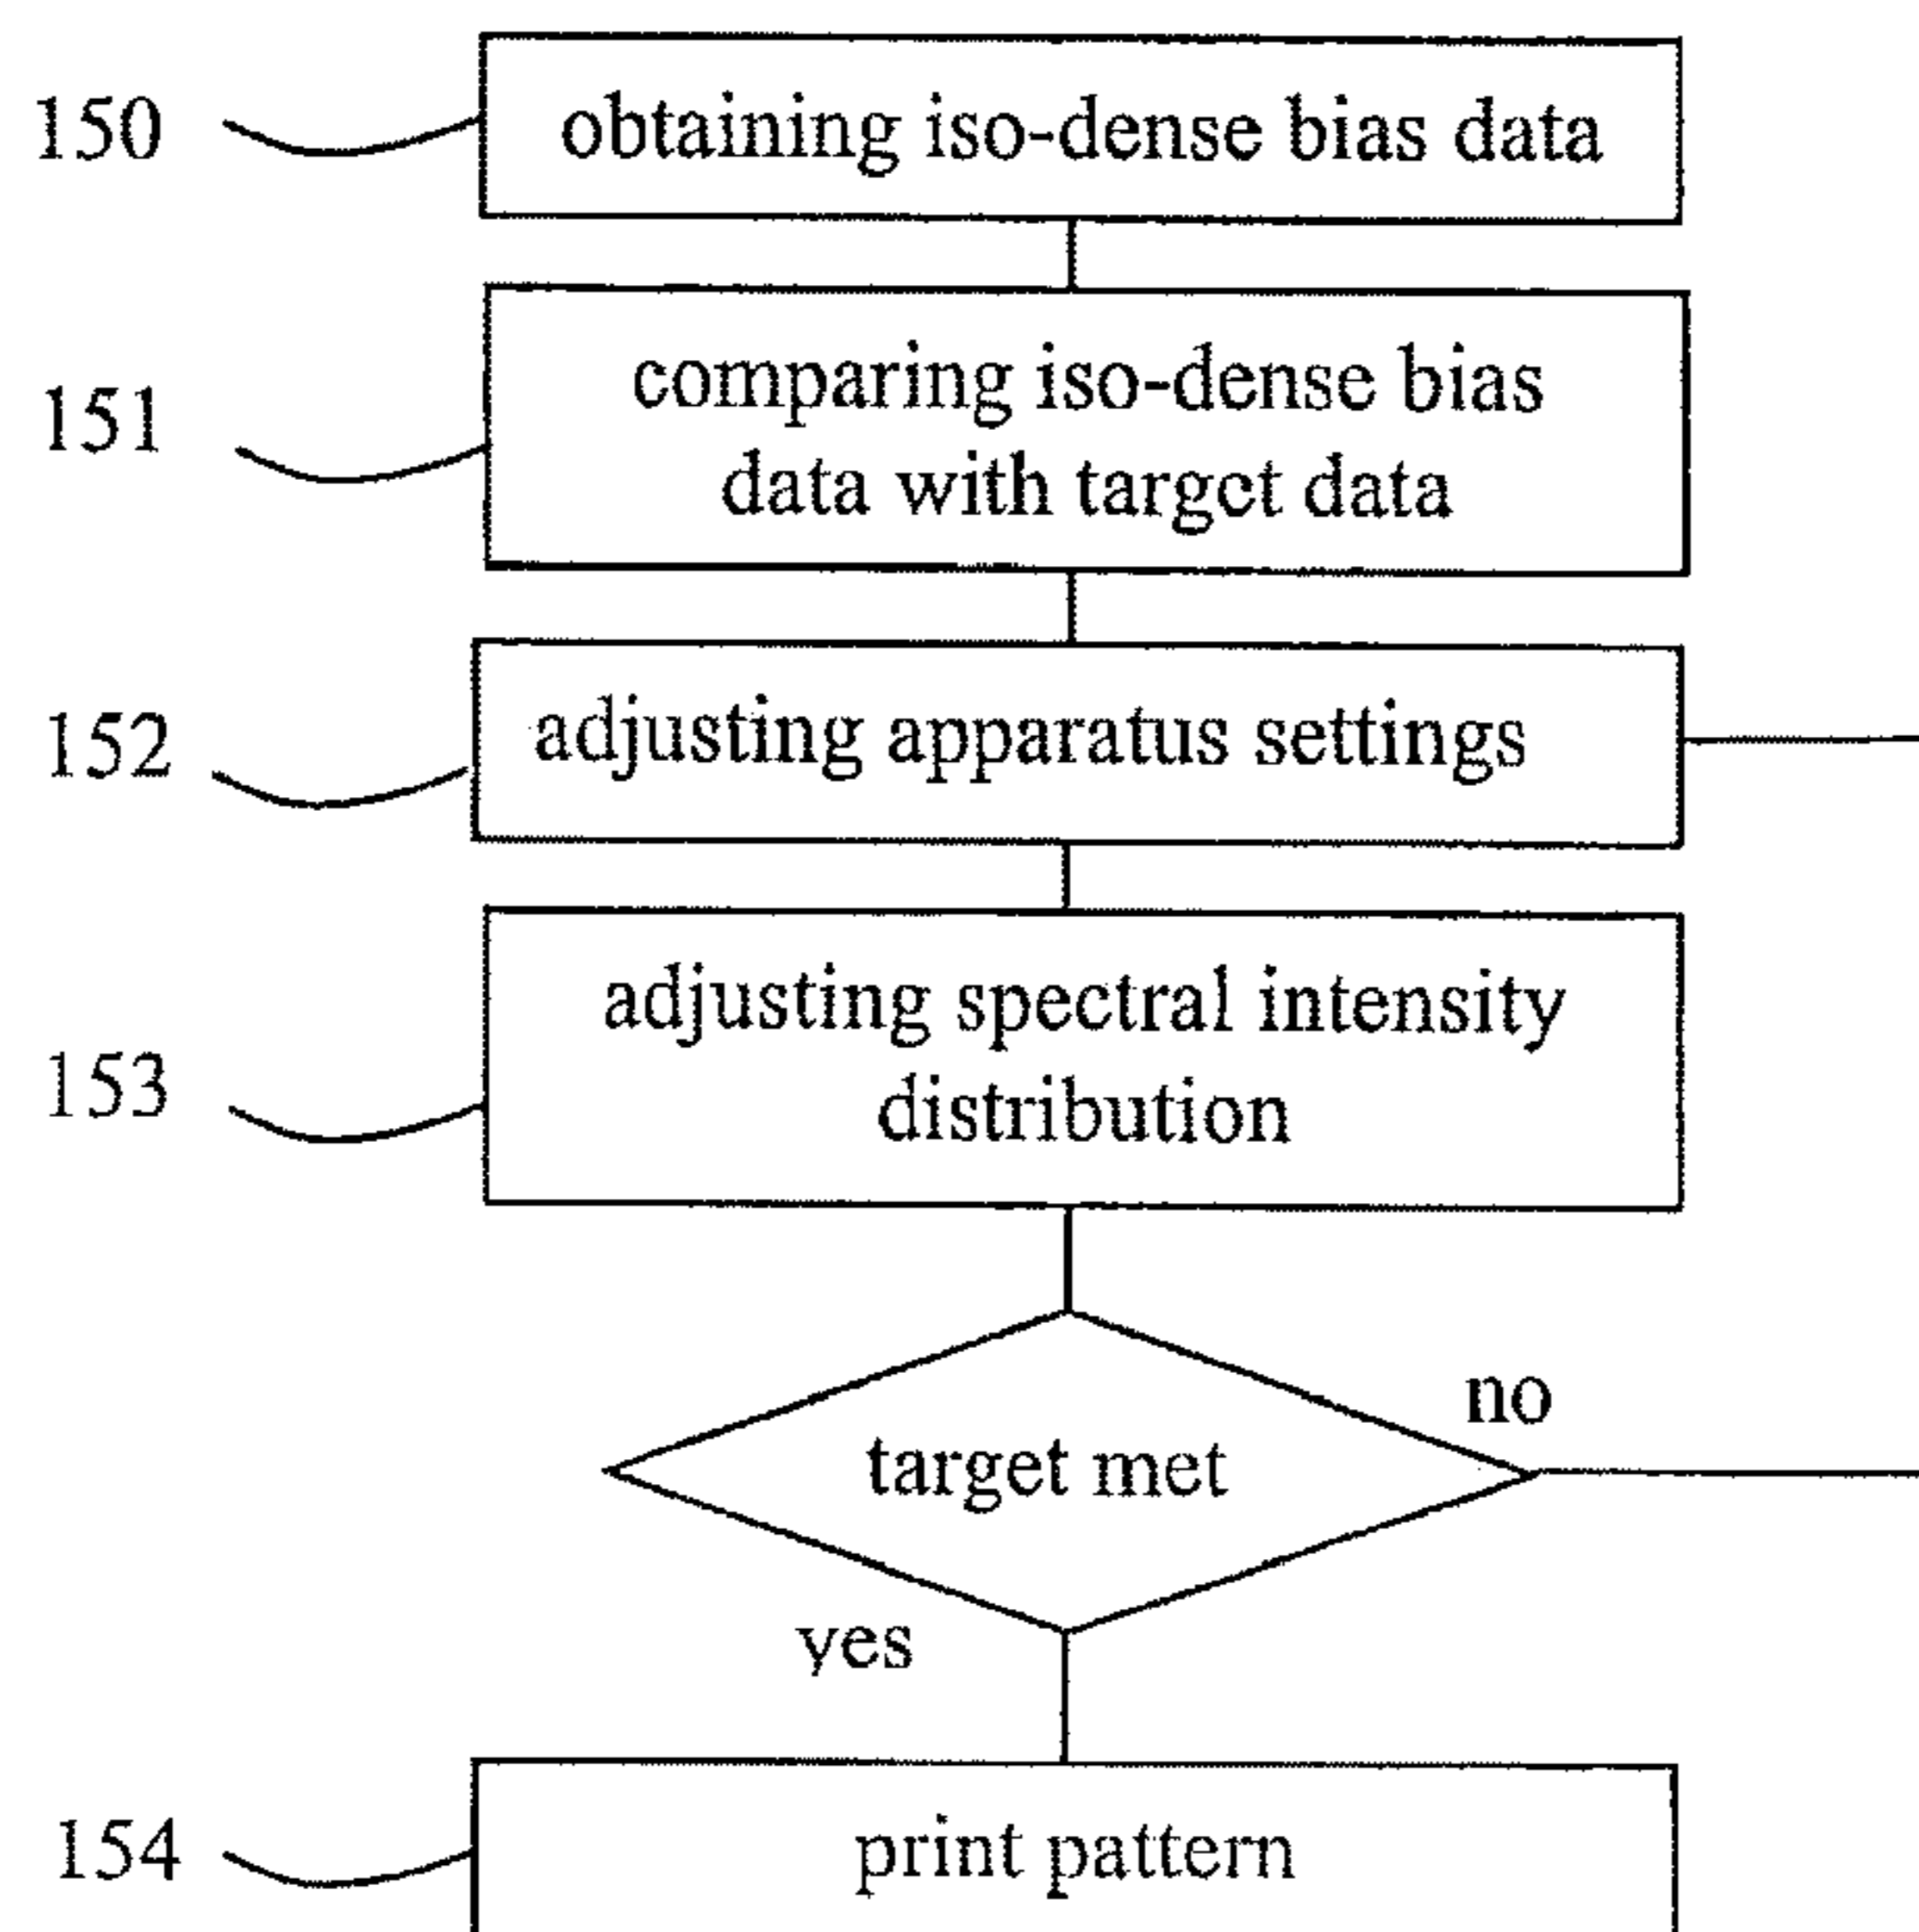 150
obtaining iso-dense bias data
151
comparing iso-dense bias
data with target data
152
adjusting apparatus settings
153
adjusting spectral intensity
distribution
target met
no
yes
154
print pattern